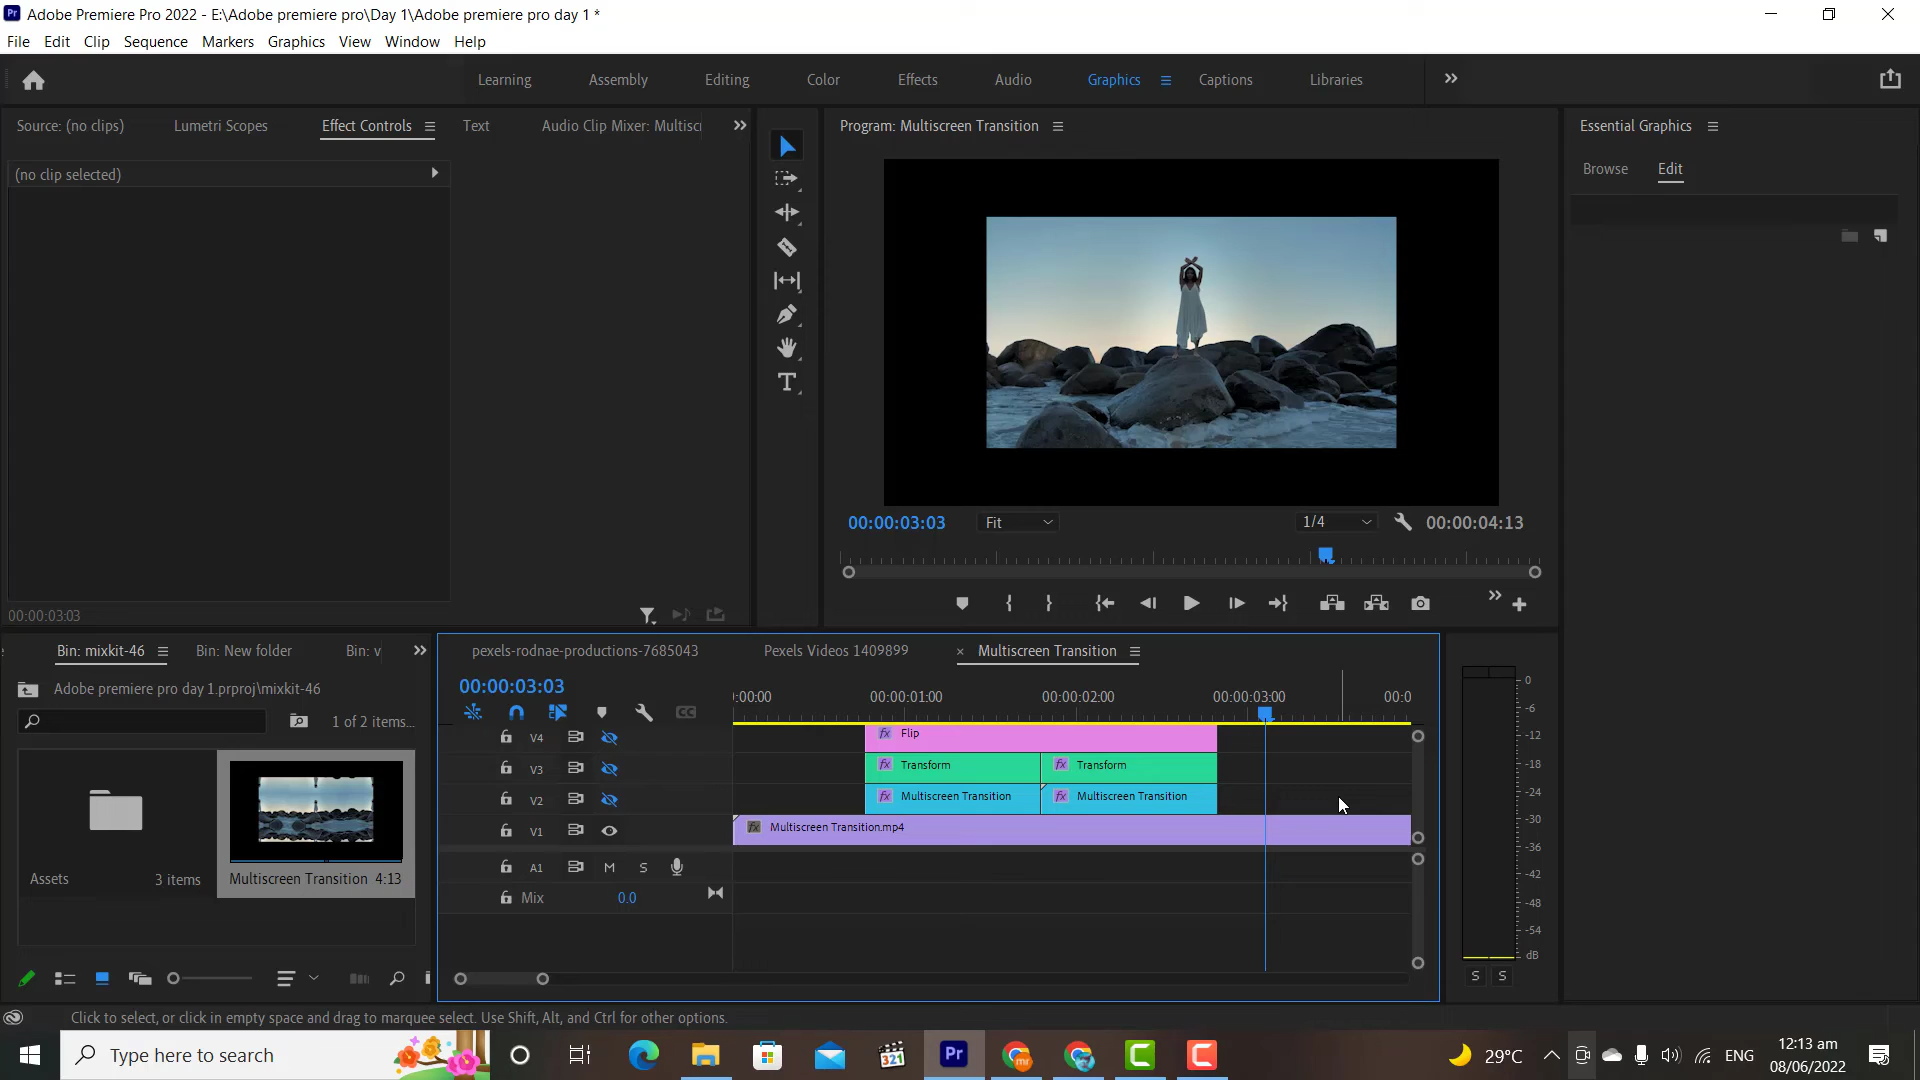 Adobe Premiere Pro 2022 - E:\Adobe premiere pro\Day 1\Adobe premiere pro day 1 *
File Edit Clip Sequence Markers Graphics View Window Help
Learning Assembly Editing Color Effects Audio Graphics Captions Libraries
Source: (no clips) Lumetri Scopes Effect Controls Text Audio Clip Mixer: Multiscr
Program: Multiscreen Transition
Essential Graphics
Browse Edit
(no clip selected)
00:00:03:03 Fit 1/4 00:00:04:13
00:00:03:03
Bin: mixkit-46 Bin: New folder Bin: v
Adobe premiere pro day 1.prproj\mixkit-46
1 of 2 items...
Assets 3 items
Multiscreen Transition 4:13
pexels-rodnae-productions-7685043 Pexels Videos 1409899 × Multiscreen Transition
00:00:03:03
:00:00 00:00:01:00 00:00:02:00 00:00:03:00 00:0
V4 fx Flip
V3 fx Transform fx Transform
V2 fx Multiscreen Transition fx Multiscreen Transition
V1 fx Multiscreen Transition.mp4
A1 M S
Mix 0.0
0
-6
-12
-18
-24
-30
-36
-42
-48
-54
dB
S S
Click to select, or click in empty space and drag to marquee select. Use Shift, Alt, and Ctrl for other options.
Type here to search
321
Pr
mr
C
C
29°C
ENG
12:13 am
08/06/2022